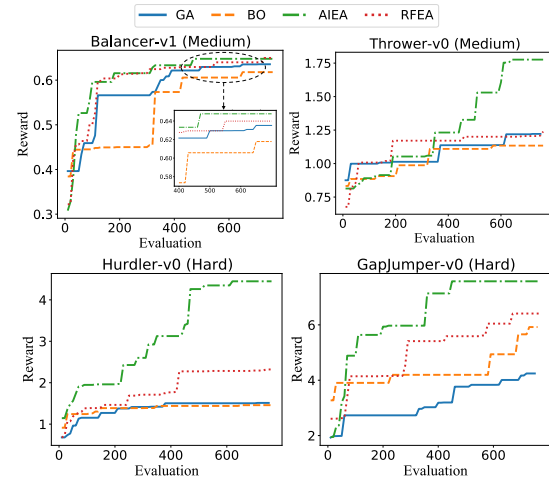 GA BO AIEA RFEA
Balancer-v1 (Medium)
Reward
0.6
0.5
0.4
0.3
0.64
0.62
0.60
0.58
400 500 600
0 200 400 600
Evaluation
Thrower-v0 (Medium)
Reward
1.75
1.50
1.25
1.00
0.75
0 200 400 600
Evaluation
Hurdler-v0 (Hard)
Reward
4
3
2
1
0 200 400 600
Evaluation
GapJumper-v0 (Hard)
Reward
6
4
2
0 200 400 600
Evaluation